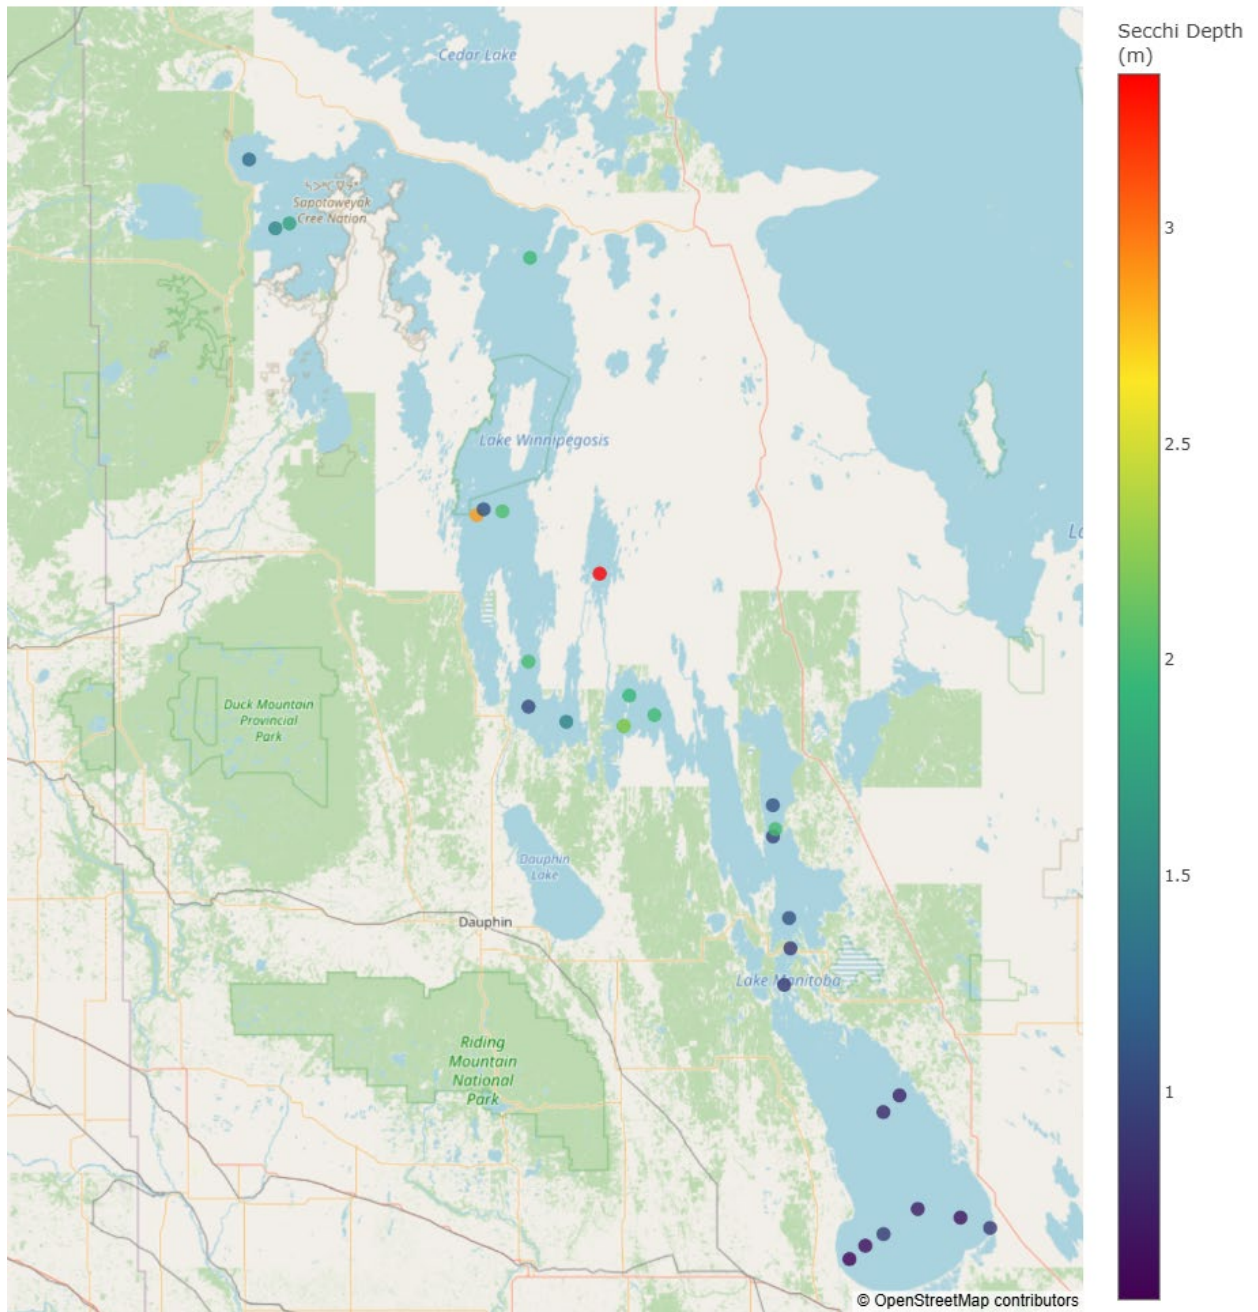 Secchi Depth
(m)
Cedar Lake
Sapotaweyak
Cree Nation
3
Lake Winnipegosis
2.5
2
Duck Mountain
Provincial
Park
Dauphin
Lake
1.5
Dauphin
Lake Manitoba
Riding
Mountain
National
Park
1
© OpenStreetMap contributors